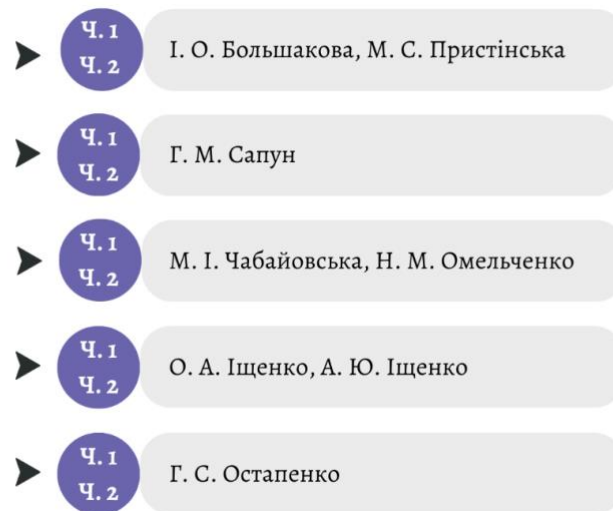 Ч. 1
Ч. 2
І. О. Большакова, М. С. Пристінська
Ч. 1
Ч. 2
Г. М. Сапун
Ч. 1
Ч. 2
М. І. Чабайовська, Н. М. Омельченко
Ч. 1
Ч. 2
О. А. Іщенко, А. Ю. Іщенко
Ч. 1
Ч. 2
Г. С. Остапенко